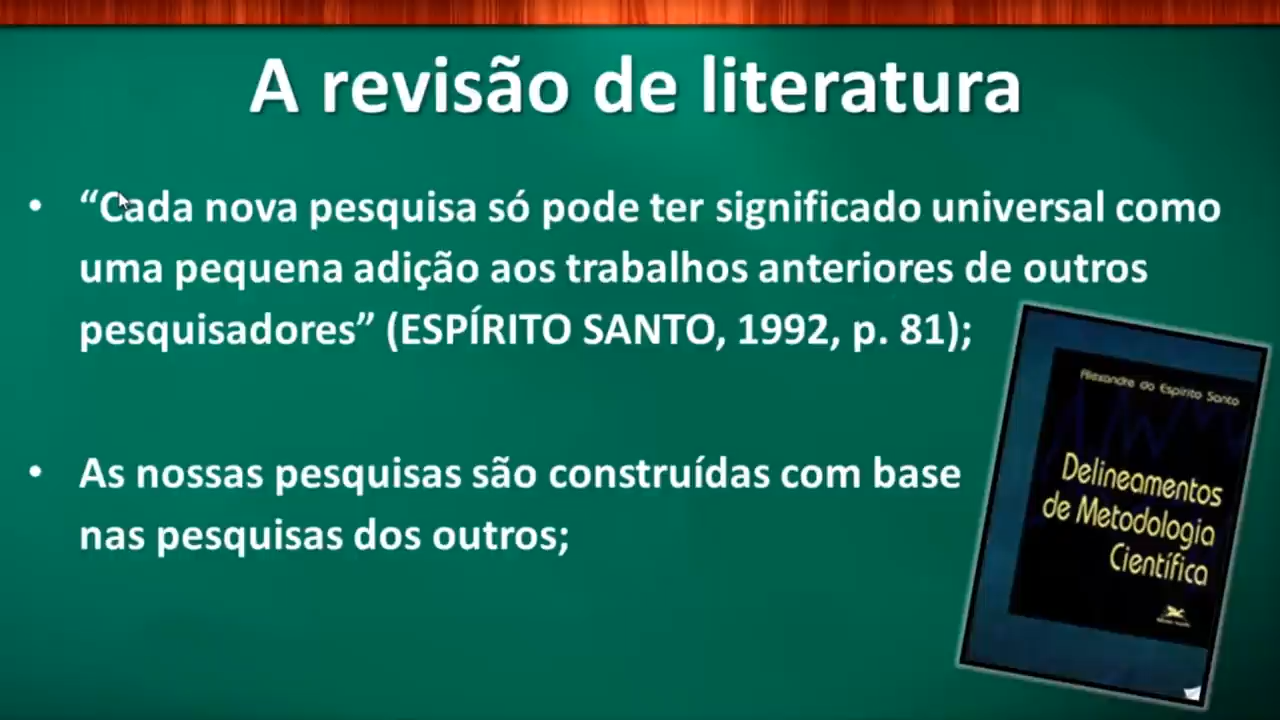 A revisão de literatura
• “Cada nova pesquisa só pode ter significado universal como
uma pequena adição aos trabalhos anteriores de outros
pesquisadores” (ESPÍRITO SANTO, 1992, p. 81);
• As nossas pesquisas são construídas com base
nas pesquisas dos outros;
Alexandre do Espírito Santo
Delineamentos
de Metodologia
Científica